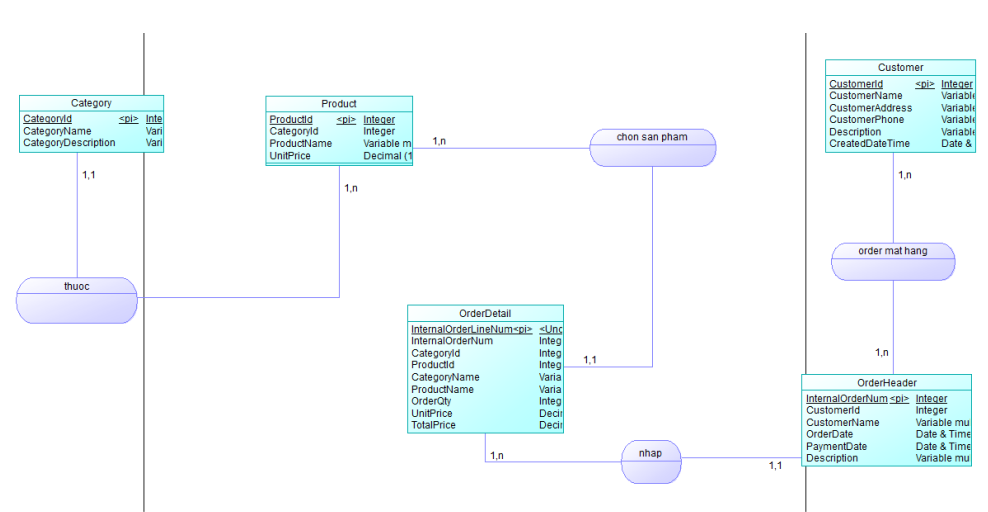 Category
CategoryId <pi> Inte
CategoryName Vari
CategoryDescription Vari
1,1
thuoc
Product
ProductId <pi> Integer
CategoryId Integer
ProductName Variable m
UnitPrice Decimal (1
1,n
1,n
chon san pham
OrderDetail
InternalOrderLineNum<pi> <Und
InternalOrderNum Integ
CategoryId Integ
ProductId Integ
CategoryName Varia
ProductName Varia
OrderQty Integ
UnitPrice Decir
TotalPrice Decir
1,1
1,n
nhap
1,1
Customer
CustomerId <pi> Integer
CustomerName Variable
CustomerAddress Variable
CustomerPhone Variable
Description Variable
CreatedDateTime Date &
1,n
order mat hang
1,n
OrderHeader
InternalOrderNum <pi> Integer
CustomerId Integer
CustomerName Variable mu
OrderDate Date & Time
PaymentDate Date & Time
Description Variable mu